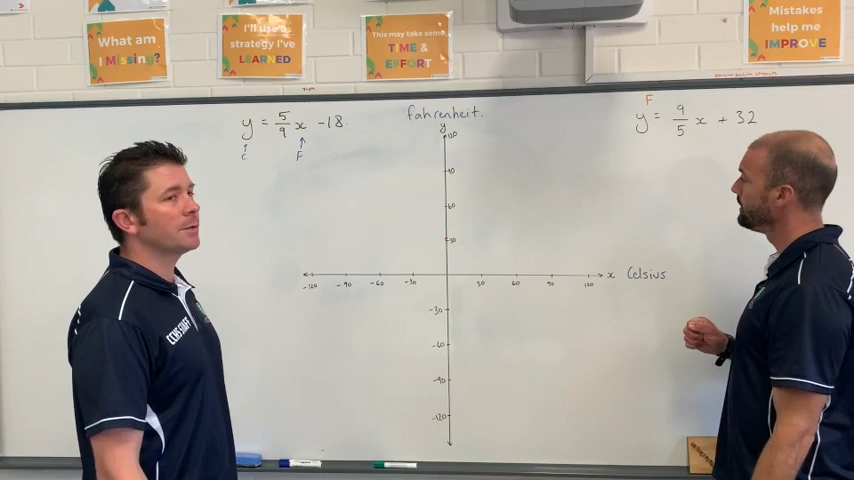 What am
I Missing?
I'll use a
strategy I've
LEARNED
This may take some
TIME &
EFFORT
Mistakes
help me
IMPROVE
y = 5/9 x - 18
↑ C
↑ F
fahrenheit.
y
F
y = 9/5 x + 32
120
90
60
30
-120 -90 -60 -30 30 60 90 120 x Celsius
-30
-60
-90
-120
CCHS STAFF